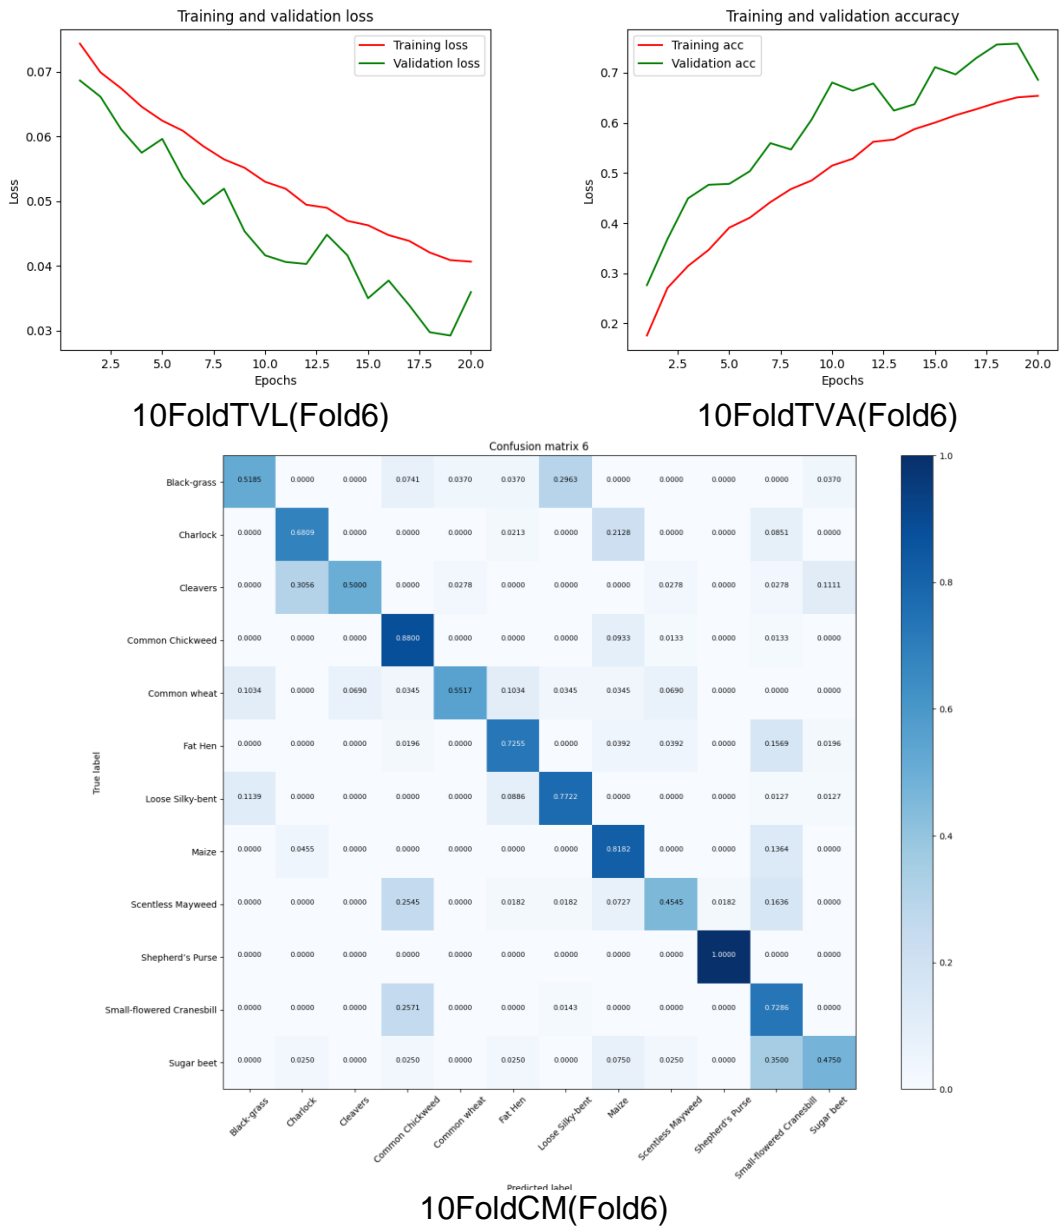 Training and validation loss
Training loss
Validation loss
0.07
0.06
0.05
0.04
0.03
Loss
2.5 5.0 7.5 10.0 12.5 15.0 17.5 20.0
Epochs
10FoldTVL(Fold6)
Training and validation accuracy
Training acc
Validation acc
0.7
0.6
0.5
0.4
0.3
0.2
Loss
2.5 5.0 7.5 10.0 12.5 15.0 17.5 20.0
Epochs
10FoldTVA(Fold6)
Confusion matrix 6
True label
Black-grass 0.5185 0.0000 0.0000 0.0741 0.0370 0.0370 0.2963 0.0000 0.0000 0.0000 0.0000 0.0370
Charlock 0.0000 0.6809 0.0000 0.0000 0.0000 0.0213 0.0000 0.2128 0.0000 0.0000 0.0851 0.0000
Cleavers 0.0000 0.3056 0.5000 0.0000 0.0278 0.0000 0.0000 0.0000 0.0278 0.0000 0.0278 0.1111
Common Chickweed 0.0000 0.0000 0.0000 0.8800 0.0000 0.0000 0.0000 0.0933 0.0133 0.0000 0.0133 0.0000
Common wheat 0.1034 0.0000 0.0690 0.0345 0.5517 0.1034 0.0345 0.0345 0.0690 0.0000 0.0000 0.0000
Fat Hen 0.0000 0.0000 0.0000 0.0196 0.0000 0.7255 0.0000 0.0392 0.0392 0.0000 0.1569 0.0196
Loose Silky-bent 0.1139 0.0000 0.0000 0.0000 0.0000 0.0886 0.7722 0.0000 0.0000 0.0000 0.0127 0.0127
Maize 0.0000 0.0455 0.0000 0.0000 0.0000 0.0000 0.0000 0.8182 0.0000 0.0000 0.1364 0.0000
Scentless Mayweed 0.0000 0.0000 0.0000 0.2545 0.0000 0.0182 0.0182 0.0727 0.4545 0.0182 0.1636 0.0000
Shepherd's Purse 0.0000 0.0000 0.0000 0.0000 0.0000 0.0000 0.0000 0.0000 0.0000 1.0000 0.0000 0.0000
Small-flowered Cranesbill 0.0000 0.0000 0.0000 0.2571 0.0000 0.0000 0.0143 0.0000 0.0000 0.0000 0.7286 0.0000
Sugar beet 0.0000 0.0250 0.0000 0.0250 0.0000 0.0250 0.0000 0.0750 0.0250 0.0000 0.3500 0.4750
Black-grass Charlock Cleavers Common Chickweed Common wheat Fat Hen Loose Silky-bent Maize Scentless Mayweed Shepherd's Purse Small-flowered Cranesbill Sugar beet
Predicted label
1.0
0.8
0.6
0.4
0.2
0.0
10FoldCM(Fold6)